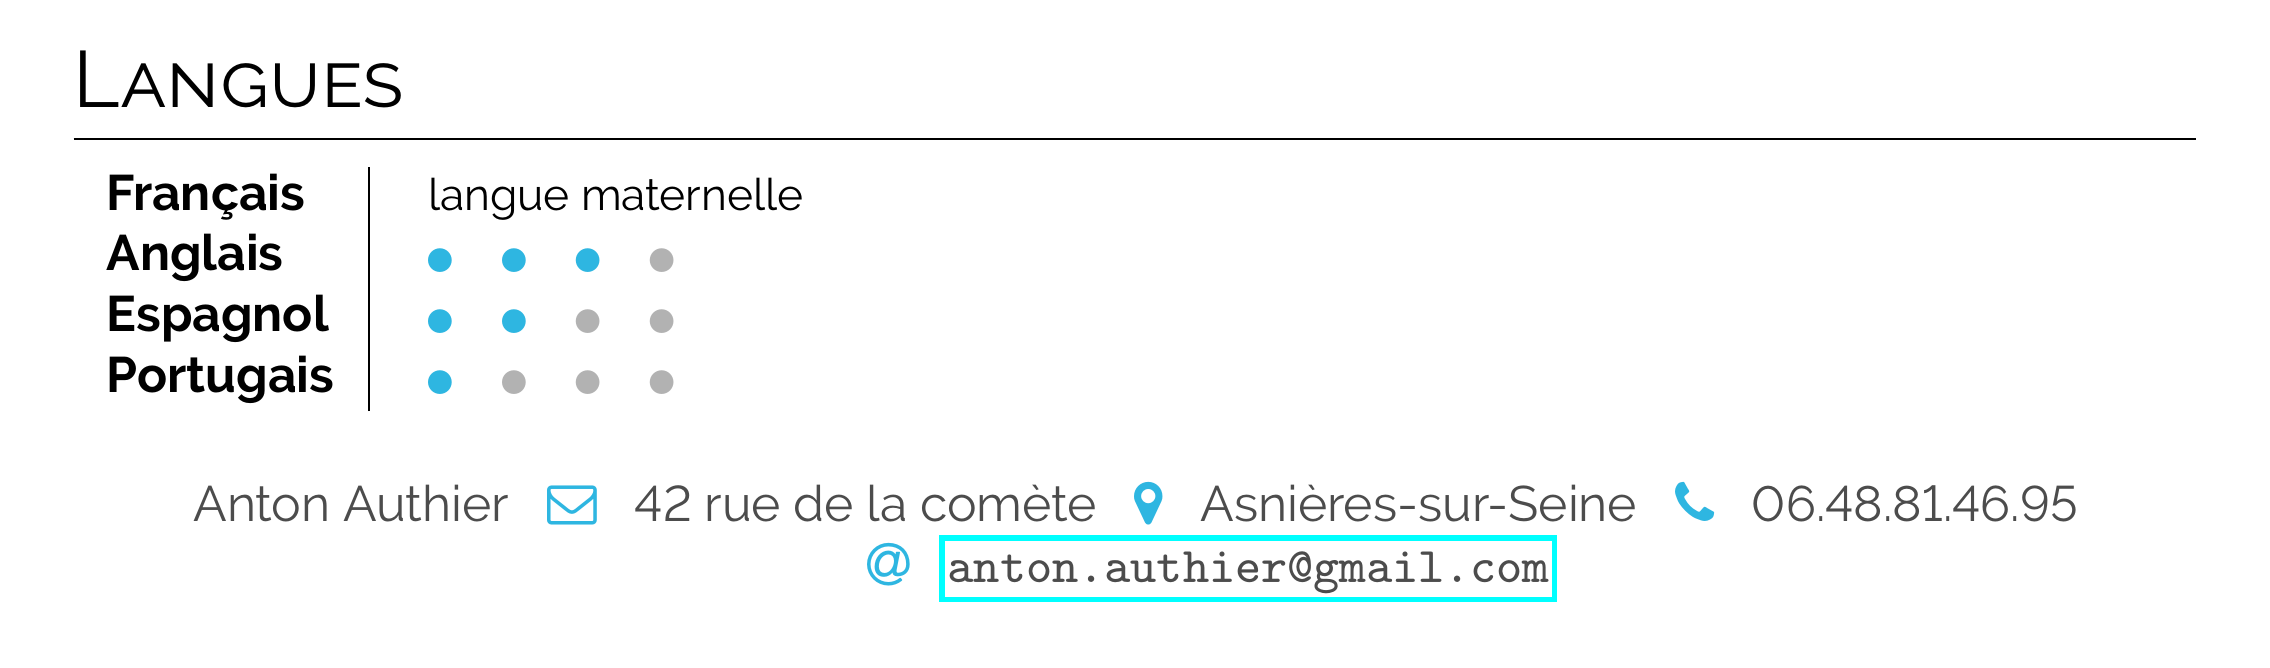 LANGUES
Français langue maternelle
Anglais
Espagnol
Portugais
Anton Authier 42 rue de la comète Asnières-sur-Seine 06.48.81.46.95
@ anton.authier@gmail.com